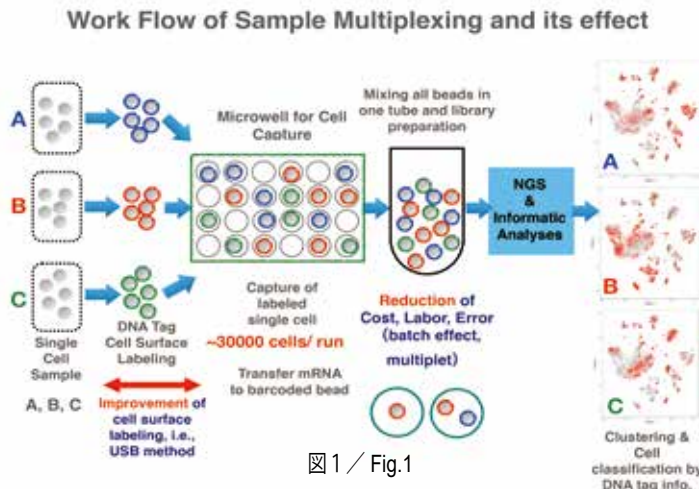 Work Flow of Sample Multiplexing and its effect
A
B
C
Single
Cell
Sample
A, B, C
DNA Tag
Cell Surface
Labeling
Improvement of
cell surface
labeling, i.e.,
USB method
Microwell for Cell
Capture
Capture of
labeled
single cell
~30000 cells/ run
Transfer mRNA
to barcoded bead
Mixing all beads in
one tube and library
preparation
Reduction of
Cost, Labor, Error
(batch effect,
multiplet)
NGS
&
Informatic
Analyses
A
B
C
Clustering &
Cell
classification by
DNA tag info.
図1／Fig.1